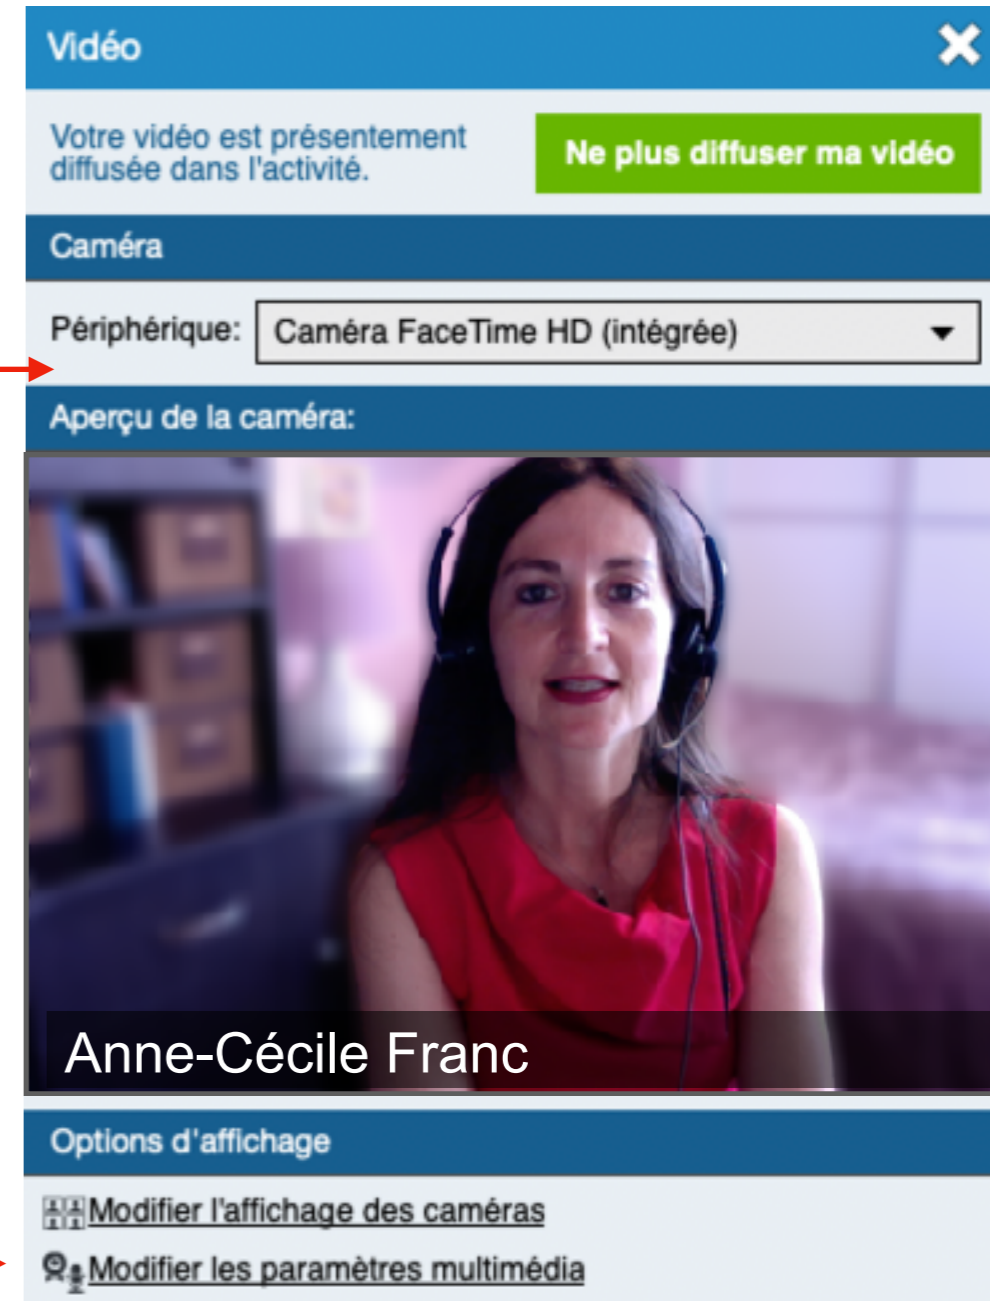 Vidéo
Votre vidéo est présentement
diffusée dans l'activité.
Ne plus diffuser ma vidéo
Caméra
Périphérique: Caméra FaceTime HD (intégrée)
Aperçu de la caméra:
Anne-Cécile Franc
Options d'affichage
Modifier l'affichage des caméras
Modifier les paramètres multimédia